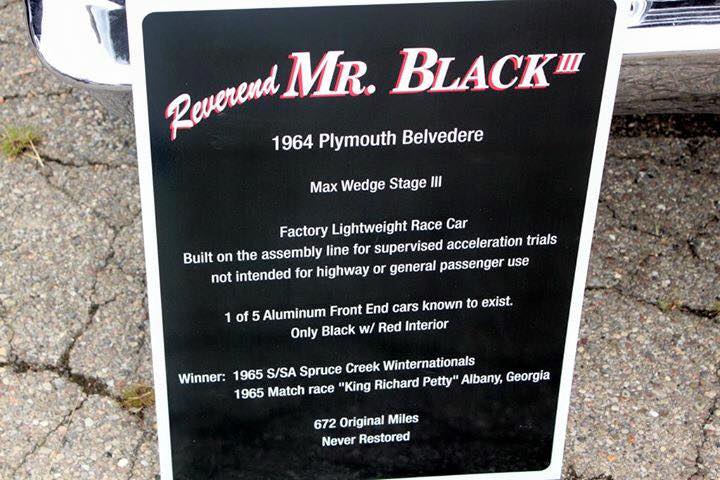 Reverend MR. BLACK III
1964 Plymouth Belvedere
Max Wedge Stage III
Factory Lightweight Race Car
Built on the assembly line for supervised acceleration trials
not intended for highway or general passenger use
1 of 5 Aluminum Front End cars known to exist.
Only Black w/ Red Interior
Winner: 1965 S/SA Spruce Creek Winternationals
1965 Match race "King Richard Petty" Albany, Georgia
672 Original Miles
Never Restored